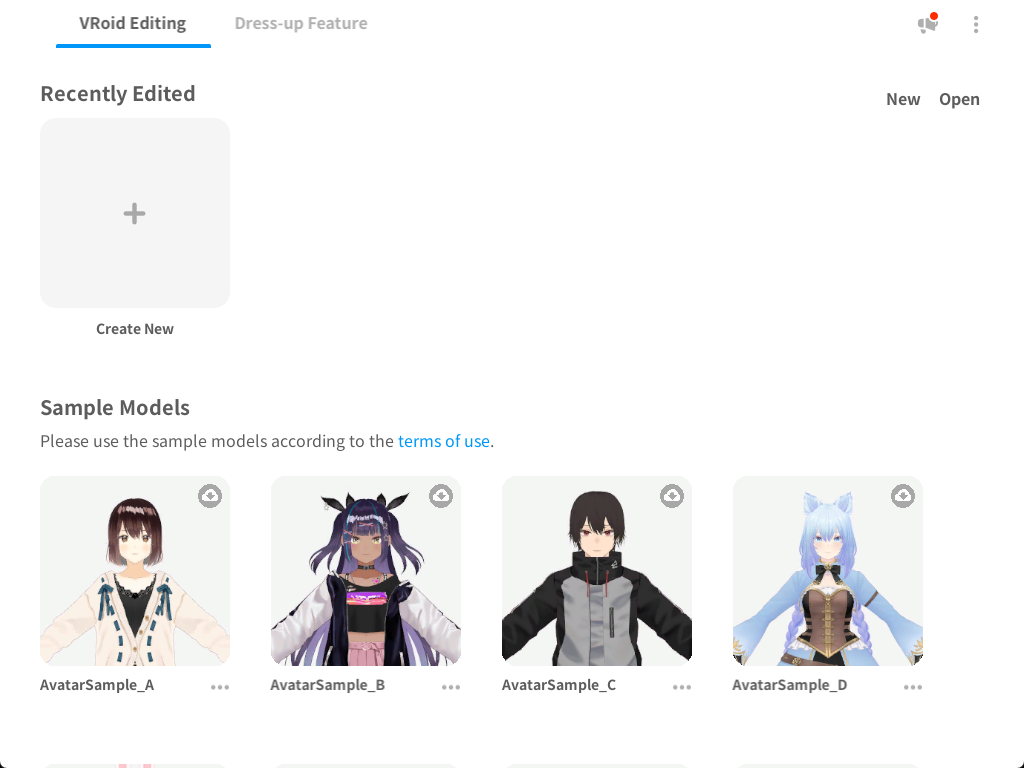 VRoid Editing Dress-up Feature
Recently Edited
New Open
Create New
Sample Models
Please use the sample models according to the terms of use.
AvatarSample_A AvatarSample_B AvatarSample_C AvatarSample_D